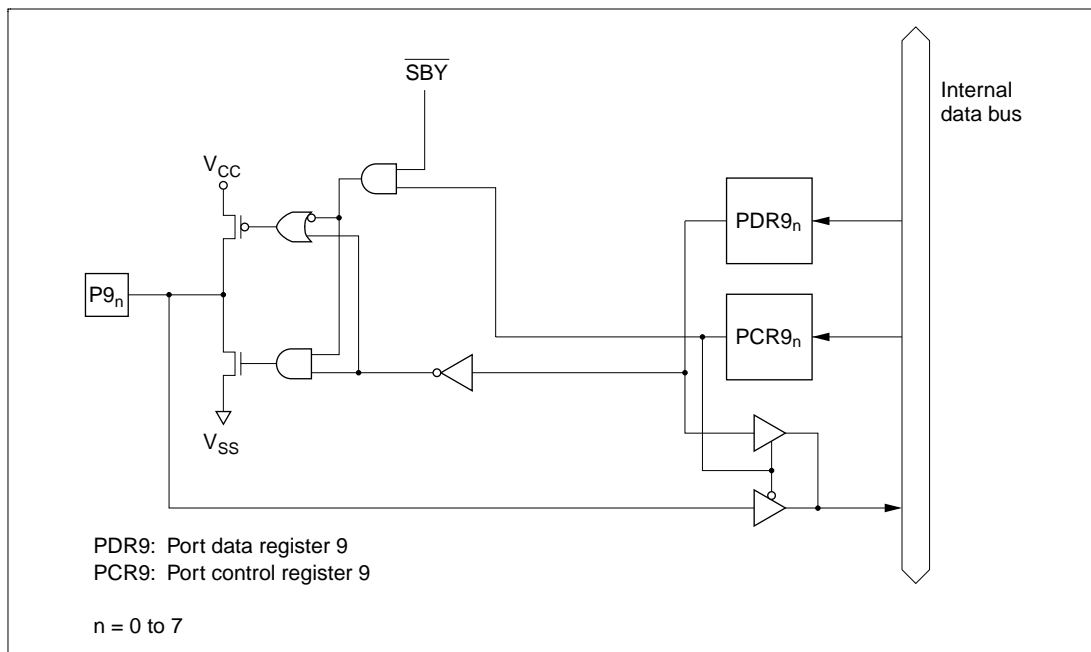 S̅B̅Y̅
Internal
data bus
VCC
PDR9n
P9n
PCR9n
VSS
PDR9: Port data register 9
PCR9: Port control register 9
n = 0 to 7